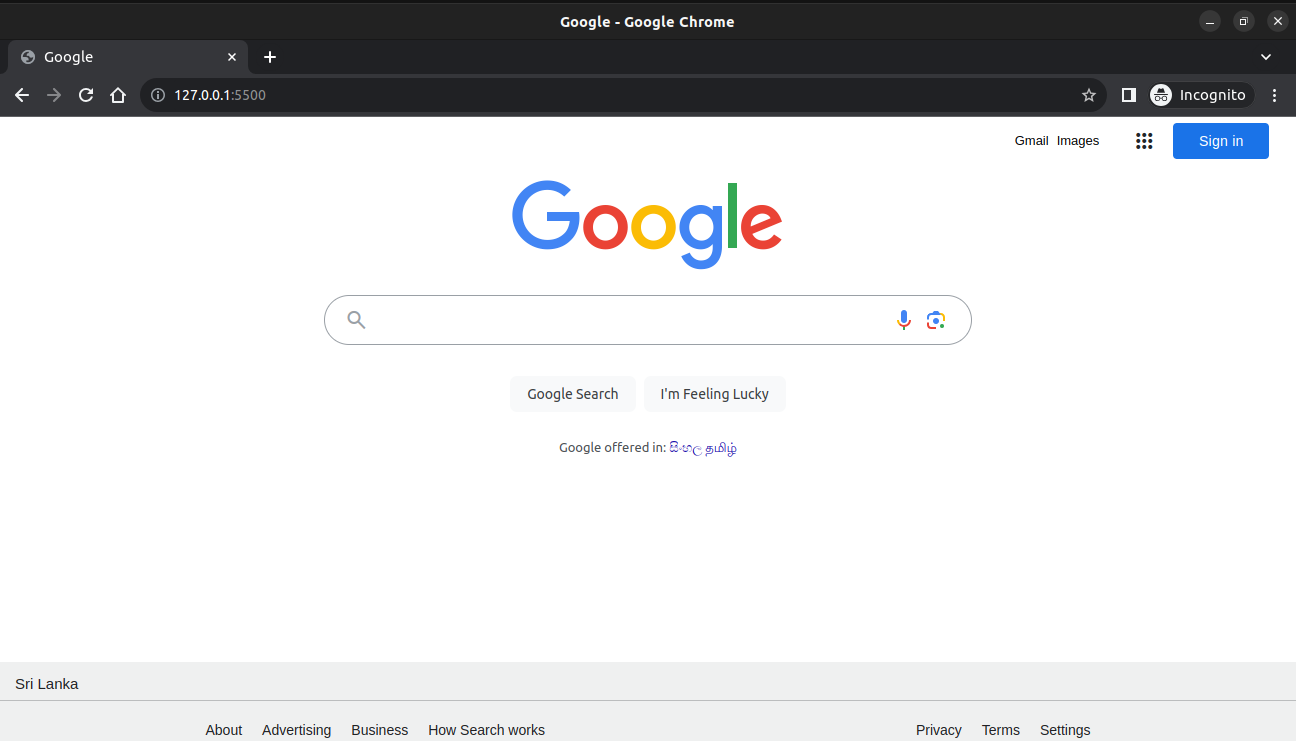 Google - Google Chrome
Google
127.0.0.1:5500
Incognito
Gmail Images
Sign in
Google
Google Search I'm Feeling Lucky
Google offered in: සිංහල தமிழ்
Sri Lanka
About Advertising Business How Search works Privacy Terms Settings